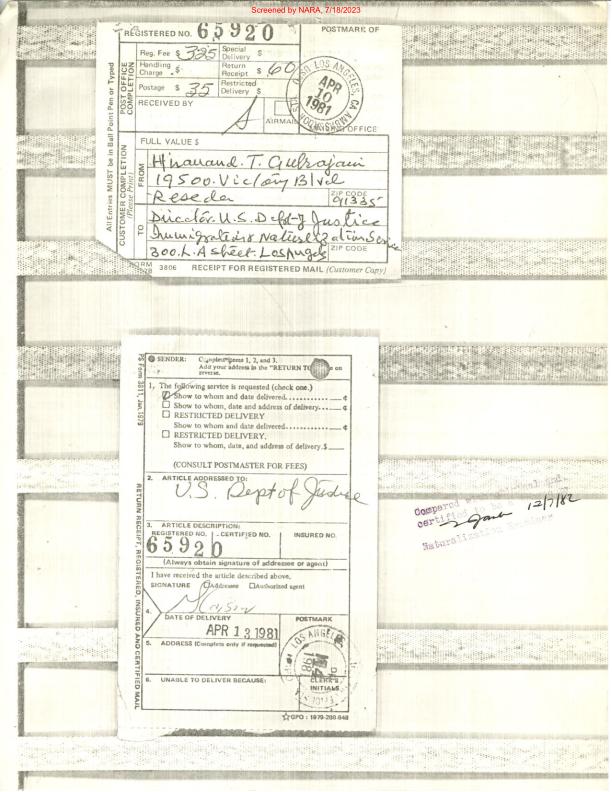 Screened by NARA, 7/18/2023
REGISTERED NO. 65920
POSTMARK OF
Reg. Fee $ 325 Special Delivery $
Handling Charge $ Return Receipt $ 60
Postage $ 35 Restricted Delivery $
RECEIVED BY
AIRMAIL
OFFICE
LOS ANGELES, CA
APR
10
1981
All Entries MUST be in Ball Point Pen or Typed
POST OFFICE COMPLETION
CUSTOMER COMPLETION
(Please Print)
FULL VALUE $
FROM
Hiranand. T. Gulrajani
19500. Victory Blvd
Reseda
ZIP CODE
91335
TO
Director. U.S. Dept of Justice
Immigration & Naturalization Service
300. L.A street. Los Angeles
ZIP CODE
3806 RECEIPT FOR REGISTERED MAIL (Customer Copy)
PS Form 3811, Jan. 1979
RETURN RECEIPT, REGISTERED, INSURED AND CERTIFIED MAIL
SENDER: Complete items 1, 2, and 3.
Add your address in the "RETURN TO" on
reverse.
1. The following service is requested (check one.)
Show to whom and date delivered............ ¢
Show to whom, date and address of delivery... ¢
RESTRICTED DELIVERY
Show to whom and date delivered............ ¢
RESTRICTED DELIVERY.
Show to whom, date, and address of delivery.$
(CONSULT POSTMASTER FOR FEES)
2. ARTICLE ADDRESSED TO:
U.S. Dept of Justice
3. ARTICLE DESCRIPTION:
REGISTERED NO. CERTIFIED NO. INSURED NO.
65920
(Always obtain signature of addressee or agent)
I have received the article described above.
SIGNATURE Addressee Authorized agent
4.
DATE OF DELIVERY
APR 13 1981
POSTMARK
LOS ANGELES
5. ADDRESS (Complete only if requested)
6. UNABLE TO DELIVER BECAUSE:
CLERK'S
INITIALS
GPO : 1979-288-848
Compared
and
certified
12/7/82
Naturalization